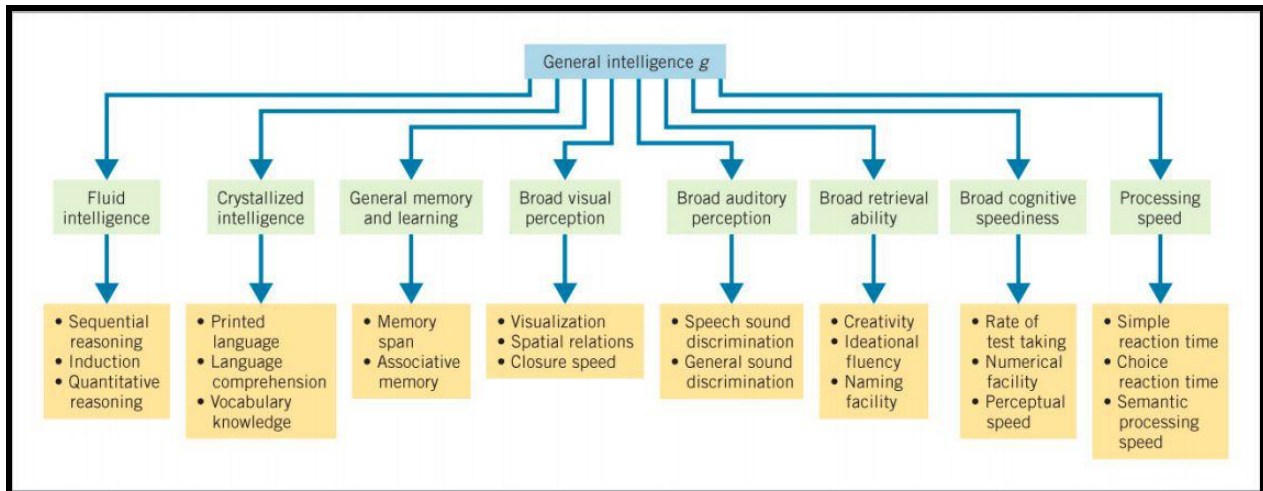 General intelligence g
Fluid
intelligence
Crystallized
intelligence
General memory
and learning
Broad visual
perception
Broad auditory
perception
Broad retrieval
ability
Broad cognitive
speediness
Processing
speed
• Sequential
reasoning
• Induction
• Quantitative
reasoning
• Printed
language
• Language
comprehension
• Vocabulary
knowledge
• Memory
span
• Associative
memory
• Visualization
• Spatial relations
• Closure speed
• Speech sound
discrimination
• General sound
discrimination
• Creativity
• Ideational
fluency
• Naming
facility
• Rate of
test taking
• Numerical
facility
• Perceptual
speed
• Simple
reaction time
• Choice
reaction time
• Semantic
processing
speed